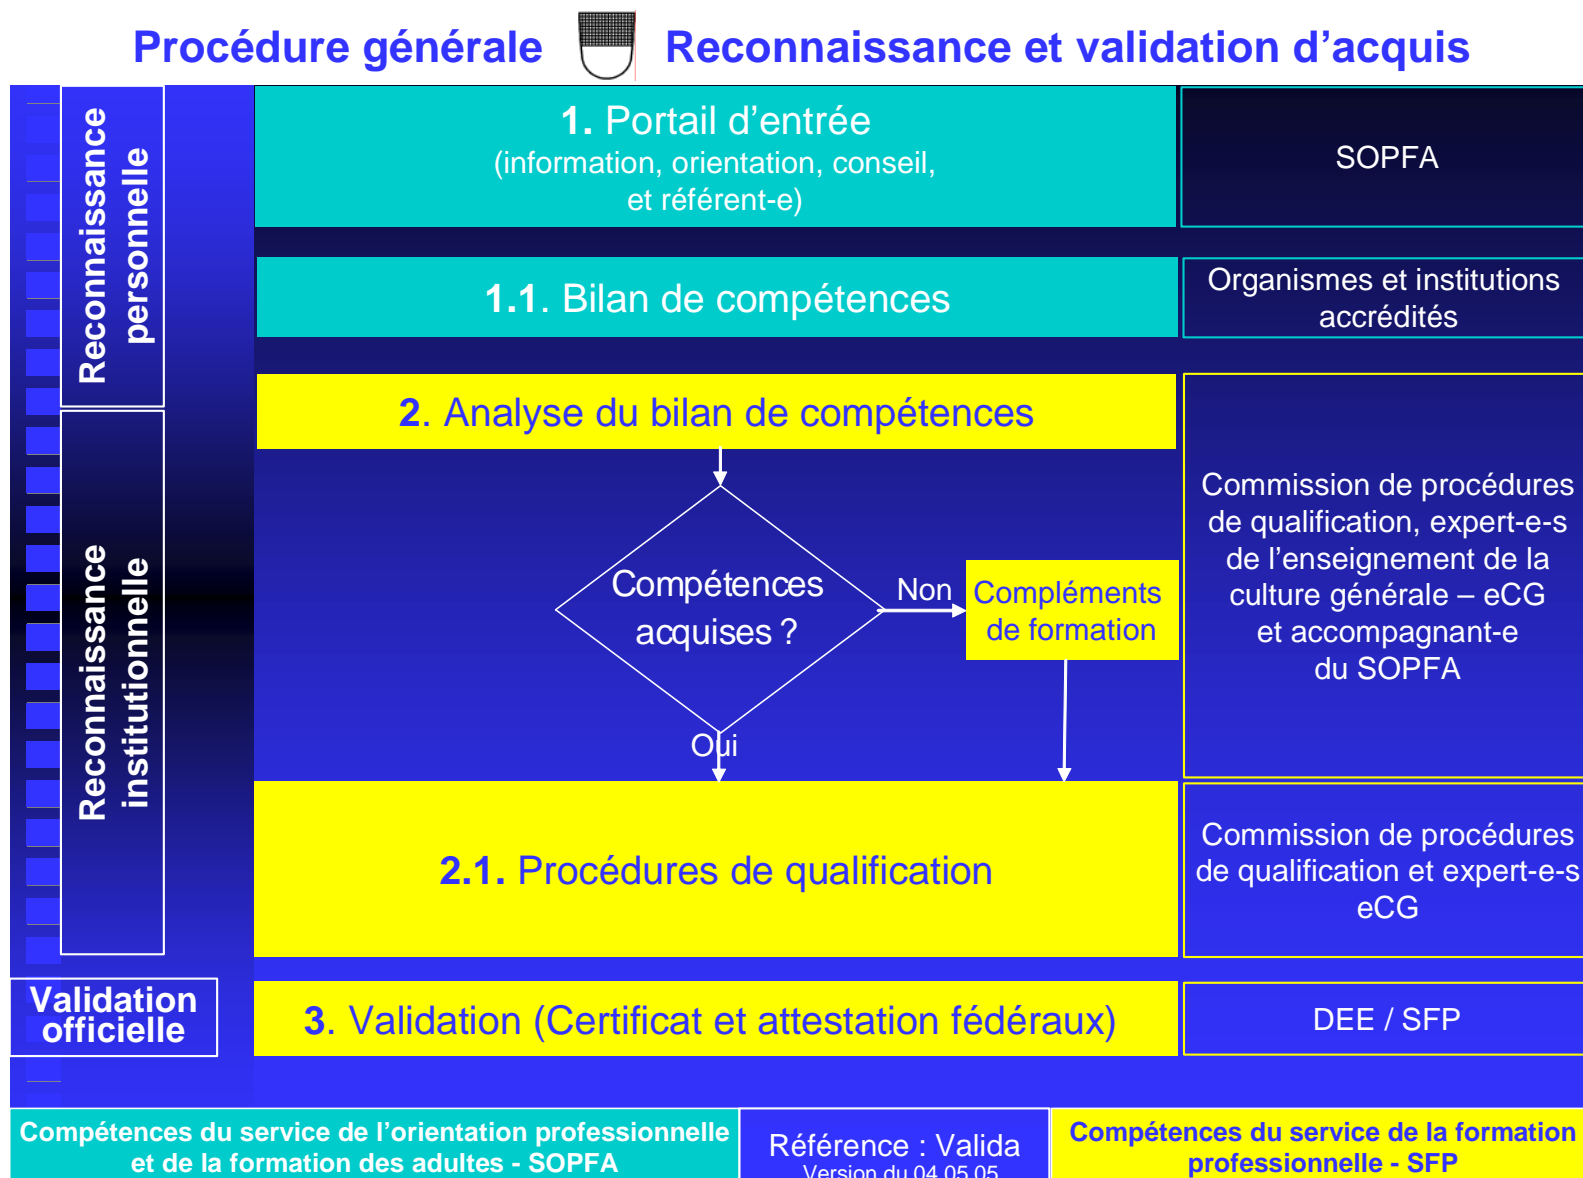 Procédure générale Reconnaissance et validation d’acquis
Reconnaissance
personnelle
1. Portail d’entrée
(information, orientation, conseil,
et référent-e)
SOPFA
1.1. Bilan de compétences
Organismes et institutions
accrédités
Reconnaissance
institutionnelle
2. Analyse du bilan de compétences
Compétences
acquises ?
Non
Compléments
de formation
Oui
Commission de procédures
de qualification, expert-e-s
de l’enseignement de la
culture générale – eCG
et accompagnant-e
du SOPFA
2.1. Procédures de qualification
Commission de procédures
de qualification et expert-e-s
eCG
Validation
officielle
3. Validation (Certificat et attestation fédéraux)
DEE / SFP
Compétences du service de l’orientation professionnelle
et de la formation des adultes - SOPFA
Référence : Valida
Version du 04.05.05
Compétences du service de la formation
professionnelle - SFP